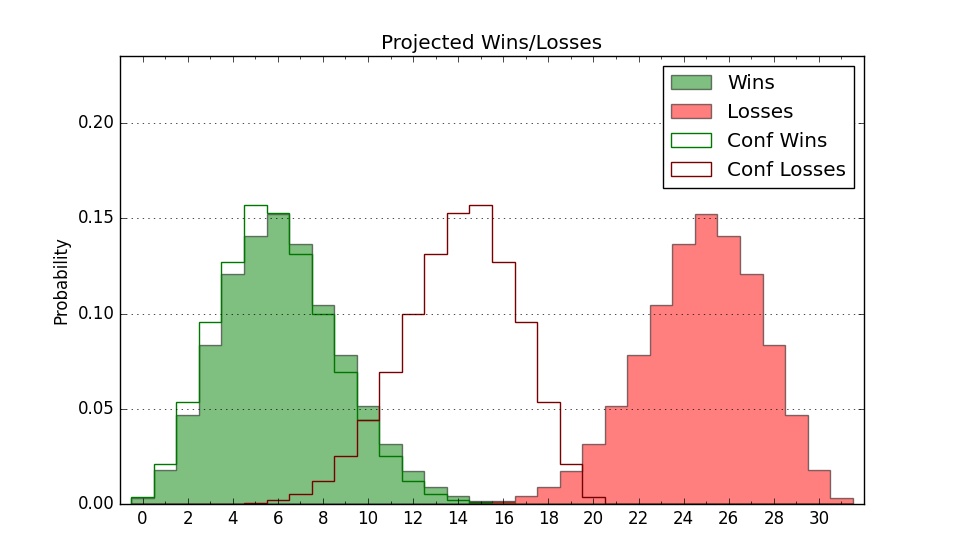 Projected Wins/Losses
Wins
Losses
Conf Wins
Conf Losses
Probability
0.20
0.15
0.10
0.05
0.00
0 2 4 6 8 10 12 14 16 18 20 22 24 26 28 30